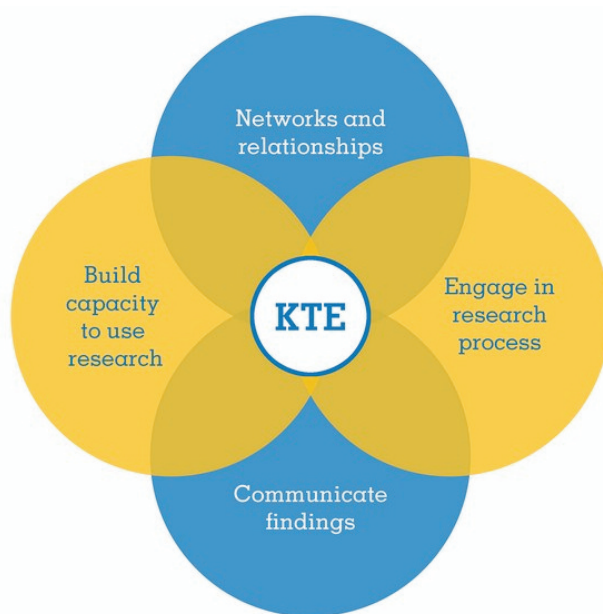 Networks and
relationships
Build
capacity
to use
research
KTE
Engage in
research
process
Communicate
findings